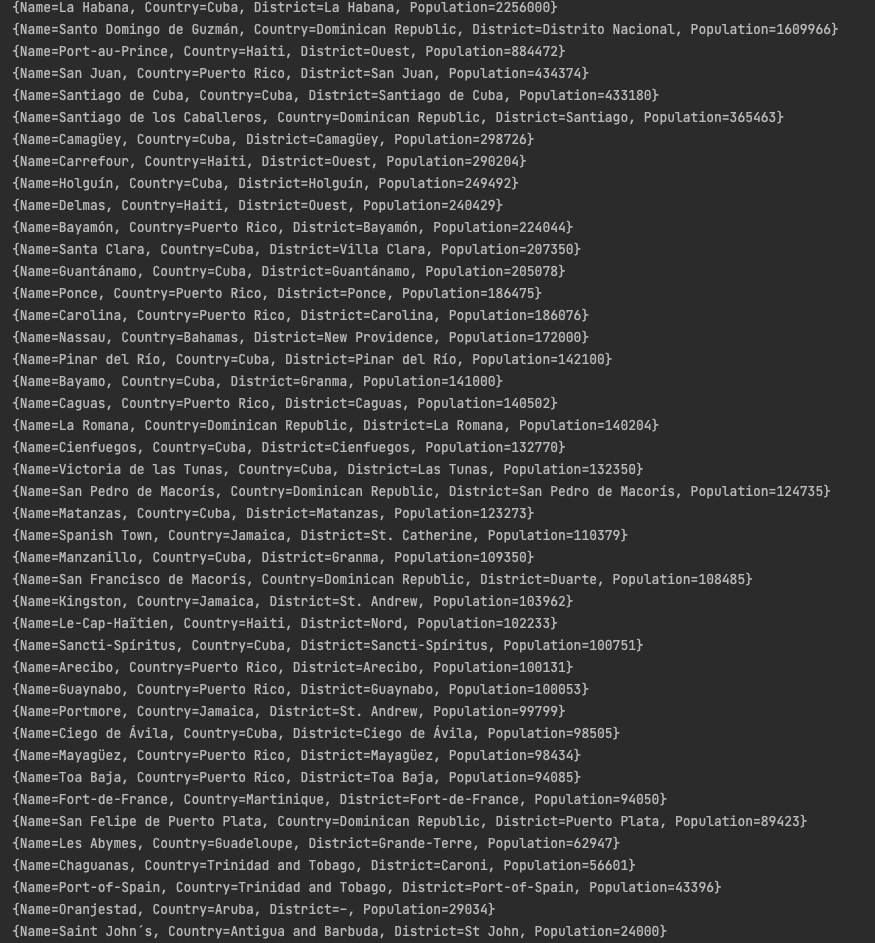 {Name=La Habana, Country=Cuba, District=La Habana, Population=2256000}
{Name=Santo Domingo de Guzmán, Country=Dominican Republic, District=Distrito Nacional, Population=1609966}
{Name=Port-au-Prince, Country=Haiti, District=Ouest, Population=884472}
{Name=San Juan, Country=Puerto Rico, District=San Juan, Population=434374}
{Name=Santiago de Cuba, Country=Cuba, District=Santiago de Cuba, Population=433180}
{Name=Santiago de los Caballeros, Country=Dominican Republic, District=Santiago, Population=365463}
{Name=Camagüey, Country=Cuba, District=Camagüey, Population=298726}
{Name=Carrefour, Country=Haiti, District=Ouest, Population=290204}
{Name=Holguín, Country=Cuba, District=Holguín, Population=249492}
{Name=Delmas, Country=Haiti, District=Ouest, Population=240429}
{Name=Bayamón, Country=Puerto Rico, District=Bayamón, Population=224044}
{Name=Santa Clara, Country=Cuba, District=Villa Clara, Population=207350}
{Name=Guantánamo, Country=Cuba, District=Guantánamo, Population=205078}
{Name=Ponce, Country=Puerto Rico, District=Ponce, Population=186475}
{Name=Carolina, Country=Puerto Rico, District=Carolina, Population=186076}
{Name=Nassau, Country=Bahamas, District=New Providence, Population=172000}
{Name=Pinar del Río, Country=Cuba, District=Pinar del Río, Population=142100}
{Name=Bayamo, Country=Cuba, District=Granma, Population=141000}
{Name=Caguas, Country=Puerto Rico, District=Caguas, Population=140502}
{Name=La Romana, Country=Dominican Republic, District=La Romana, Population=140204}
{Name=Cienfuegos, Country=Cuba, District=Cienfuegos, Population=132770}
{Name=Victoria de las Tunas, Country=Cuba, District=Las Tunas, Population=132350}
{Name=San Pedro de Macorís, Country=Dominican Republic, District=San Pedro de Macorís, Population=124735}
{Name=Matanzas, Country=Cuba, District=Matanzas, Population=123273}
{Name=Spanish Town, Country=Jamaica, District=St. Catherine, Population=110379}
{Name=Manzanillo, Country=Cuba, District=Granma, Population=109350}
{Name=San Francisco de Macorís, Country=Dominican Republic, District=Duarte, Population=108485}
{Name=Kingston, Country=Jamaica, District=St. Andrew, Population=103962}
{Name=Le-Cap-Haïtien, Country=Haiti, District=Nord, Population=102233}
{Name=Sancti-Spíritus, Country=Cuba, District=Sancti-Spíritus, Population=100751}
{Name=Arecibo, Country=Puerto Rico, District=Arecibo, Population=100131}
{Name=Guaynabo, Country=Puerto Rico, District=Guaynabo, Population=100053}
{Name=Portmore, Country=Jamaica, District=St. Andrew, Population=99799}
{Name=Ciego de Ávila, Country=Cuba, District=Ciego de Ávila, Population=98505}
{Name=Mayagüez, Country=Puerto Rico, District=Mayagüez, Population=98434}
{Name=Toa Baja, Country=Puerto Rico, District=Toa Baja, Population=94085}
{Name=Fort-de-France, Country=Martinique, District=Fort-de-France, Population=94050}
{Name=San Felipe de Puerto Plata, Country=Dominican Republic, District=Puerto Plata, Population=89423}
{Name=Les Abymes, Country=Guadeloupe, District=Grande-Terre, Population=62947}
{Name=Chaguanas, Country=Trinidad and Tobago, District=Caroni, Population=56601}
{Name=Port-of-Spain, Country=Trinidad and Tobago, District=Port-of-Spain, Population=43396}
{Name=Oranjestad, Country=Aruba, District=–, Population=29034}
{Name=Saint John´s, Country=Antigua and Barbuda, District=St John, Population=24000}